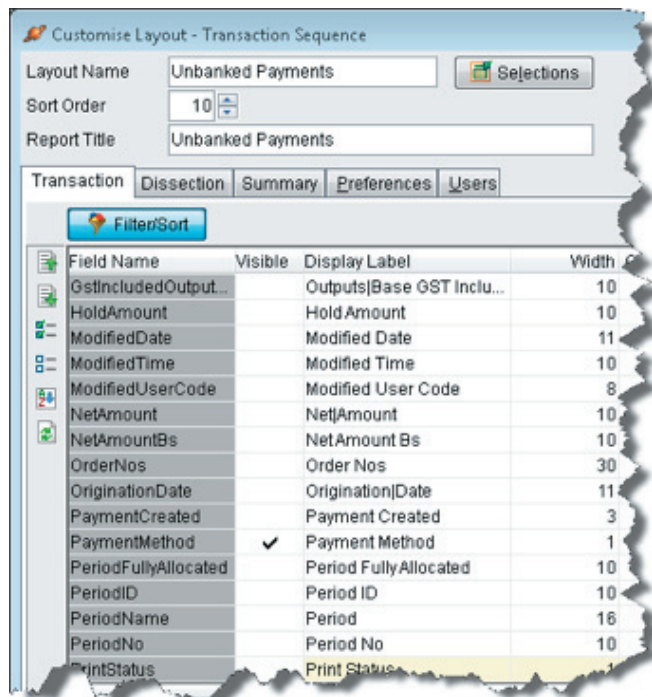 Customise Layout - Transaction Sequence
Layout Name Unbanked Payments Selections
Sort Order 10
Report Title Unbanked Payments
Transaction Dissection Summary Preferences Users
Filter/Sort
Field Name Visible Display Label Width
GstIncludedOutput... Outputs|Base GST Inclu... 10
HoldAmount Hold Amount 10
ModifiedDate Modified Date 11
ModifiedTime Modified Time 10
ModifiedUserCode Modified User Code 8
NetAmount Net|Amount 10
NetAmountBs Net Amount Bs 10
OrderNos Order Nos 30
OriginationDate Origination|Date 11
PaymentCreated Payment Created 3
PaymentMethod ✓ Payment Method 1
PeriodFullyAllocated Period Fully Allocated 10
PeriodID Period ID 10
PeriodName Period 16
PeriodNo Period No 10
PrintStatus Print Status 1